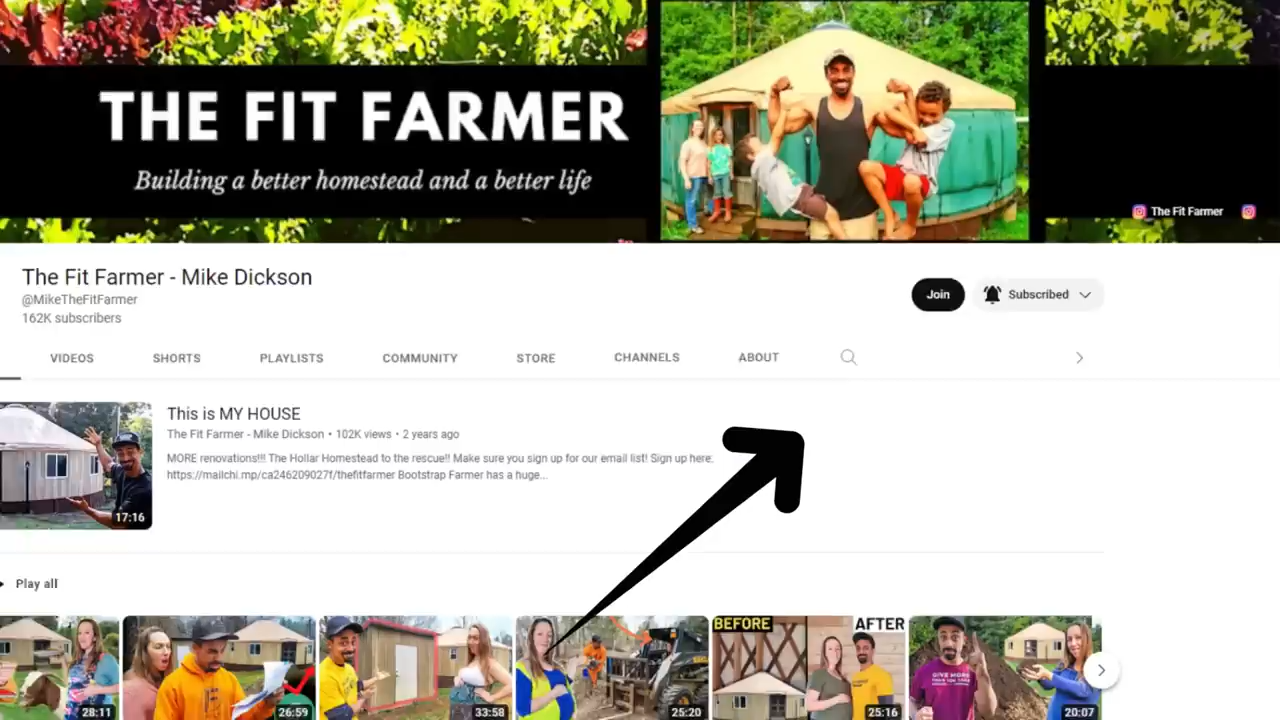 THE FIT FARMER
Building a better homestead and a better life
The Fit Farmer
The Fit Farmer - Mike Dickson
@MikeTheFitFarmer
162K subscribers
Join
Subscribed
VIDEOS SHORTS PLAYLISTS COMMUNITY STORE CHANNELS ABOUT
This is MY HOUSE
The Fit Farmer - Mike Dickson • 102K views • 2 years ago
MORE renovations!!! The Hollar Homestead to the rescue!! Make sure you sign up for our email list! Sign up here:
https://mailchi.mp/ca246209027f/thefitfarmer Bootstrap Farmer has a huge...
17:16
Play all
BEFORE AFTER
GIVE MORE
28:11 26:59 33:58 25:20 25:16 20:07